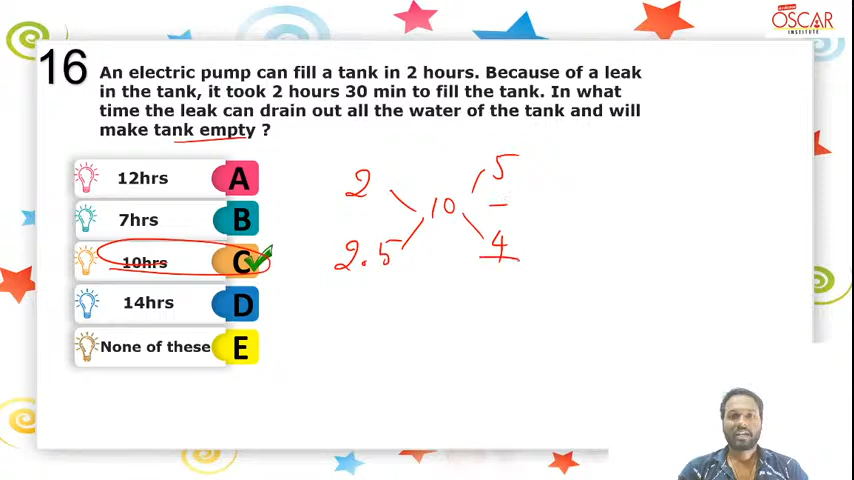 OSCAR
INSTITUTE
16
An electric pump can fill a tank in 2 hours. Because of a leak
in the tank, it took 2 hours 30 min to fill the tank. In what
time the leak can drain out all the water of the tank and will
make tank empty ?
12hrs A
7hrs B
10hrs C
14hrs D
None of these E
2
2.5
10
5
4